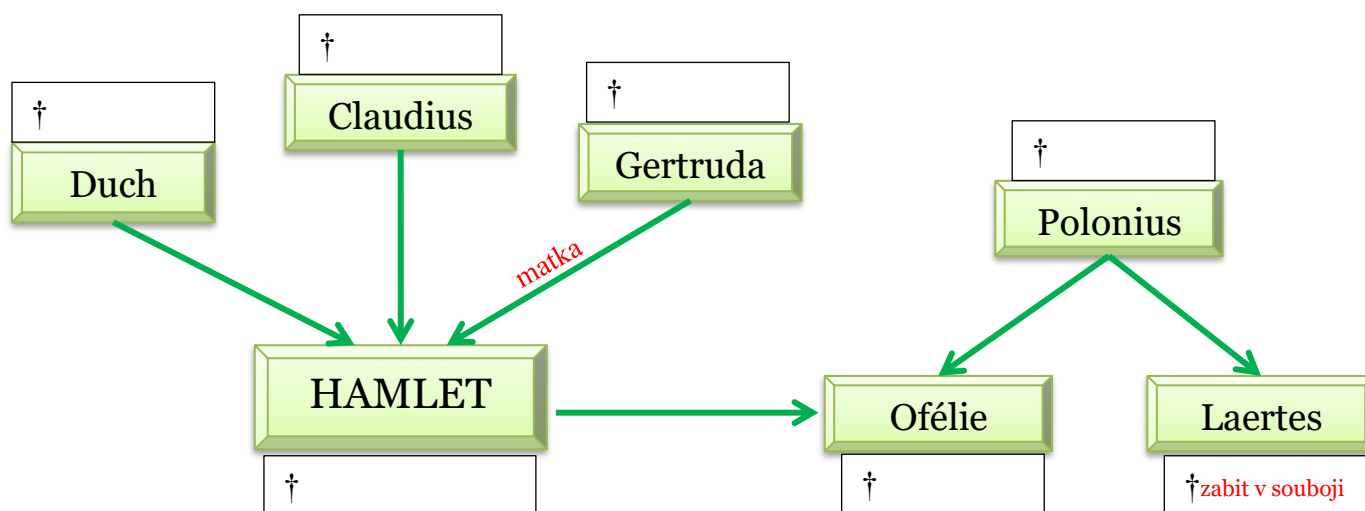 †
†
†
†
Claudius
Duch
Gertruda
Polonius
matka
HAMLET
Ofélie
Laertes
†
†
†zabit v souboji